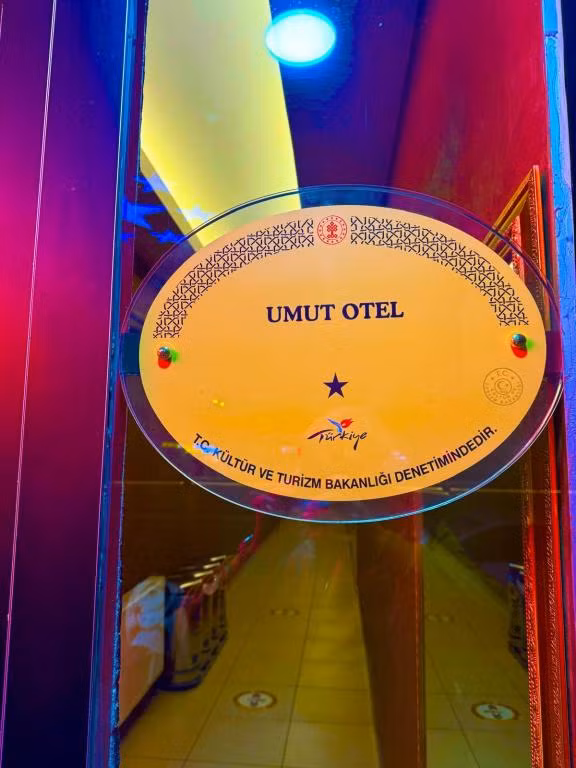 UMUT OTEL
Türkiye
T.C. KÜLTÜR VE TURİZM BAKANLIĞI DENETİMİNDEDİR.